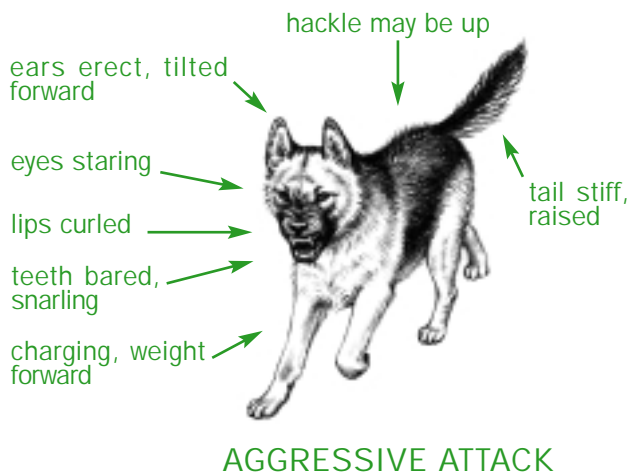 hackle may be up
ears erect, tilted
forward
eyes staring
tail stiff,
raised
lips curled
teeth bared,
snarling
charging, weight
forward
AGGRESSIVE ATTACK